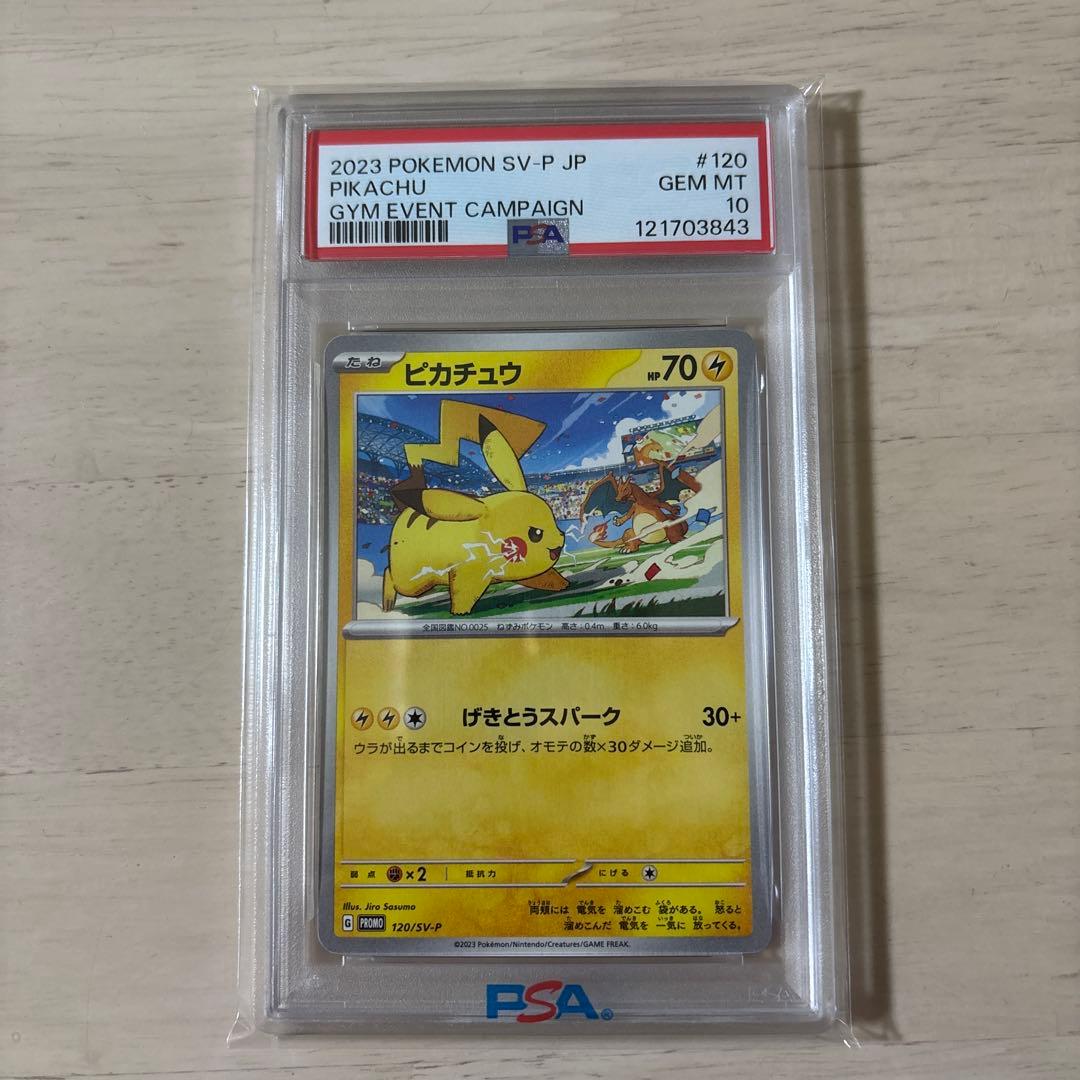 2023 POKEMON SV-P JP #120
PIKACHU GEM MT
GYM EVENT CAMPAIGN 10
PSA 121703843
たね ピカチュウ HP70
全国図鑑NO.0025 ねずみポケモン 高さ:0.4m 重さ:6.0kg
げきとうスパーク 30+
ウラが出るまでコインを投げ、オモテの数×30ダメージ追加。
弱点 ×2 抵抗力 にげる
Illus. Jiro Sasumo
両頬には 電気を 溜めこむ 袋がある。 怒ると
溜めこんだ 電気を 一気に 放ってくる。
G PROMO 120/SV-P
©2023 Pokémon/Nintendo/Creatures/GAME FREAK.
PSA®